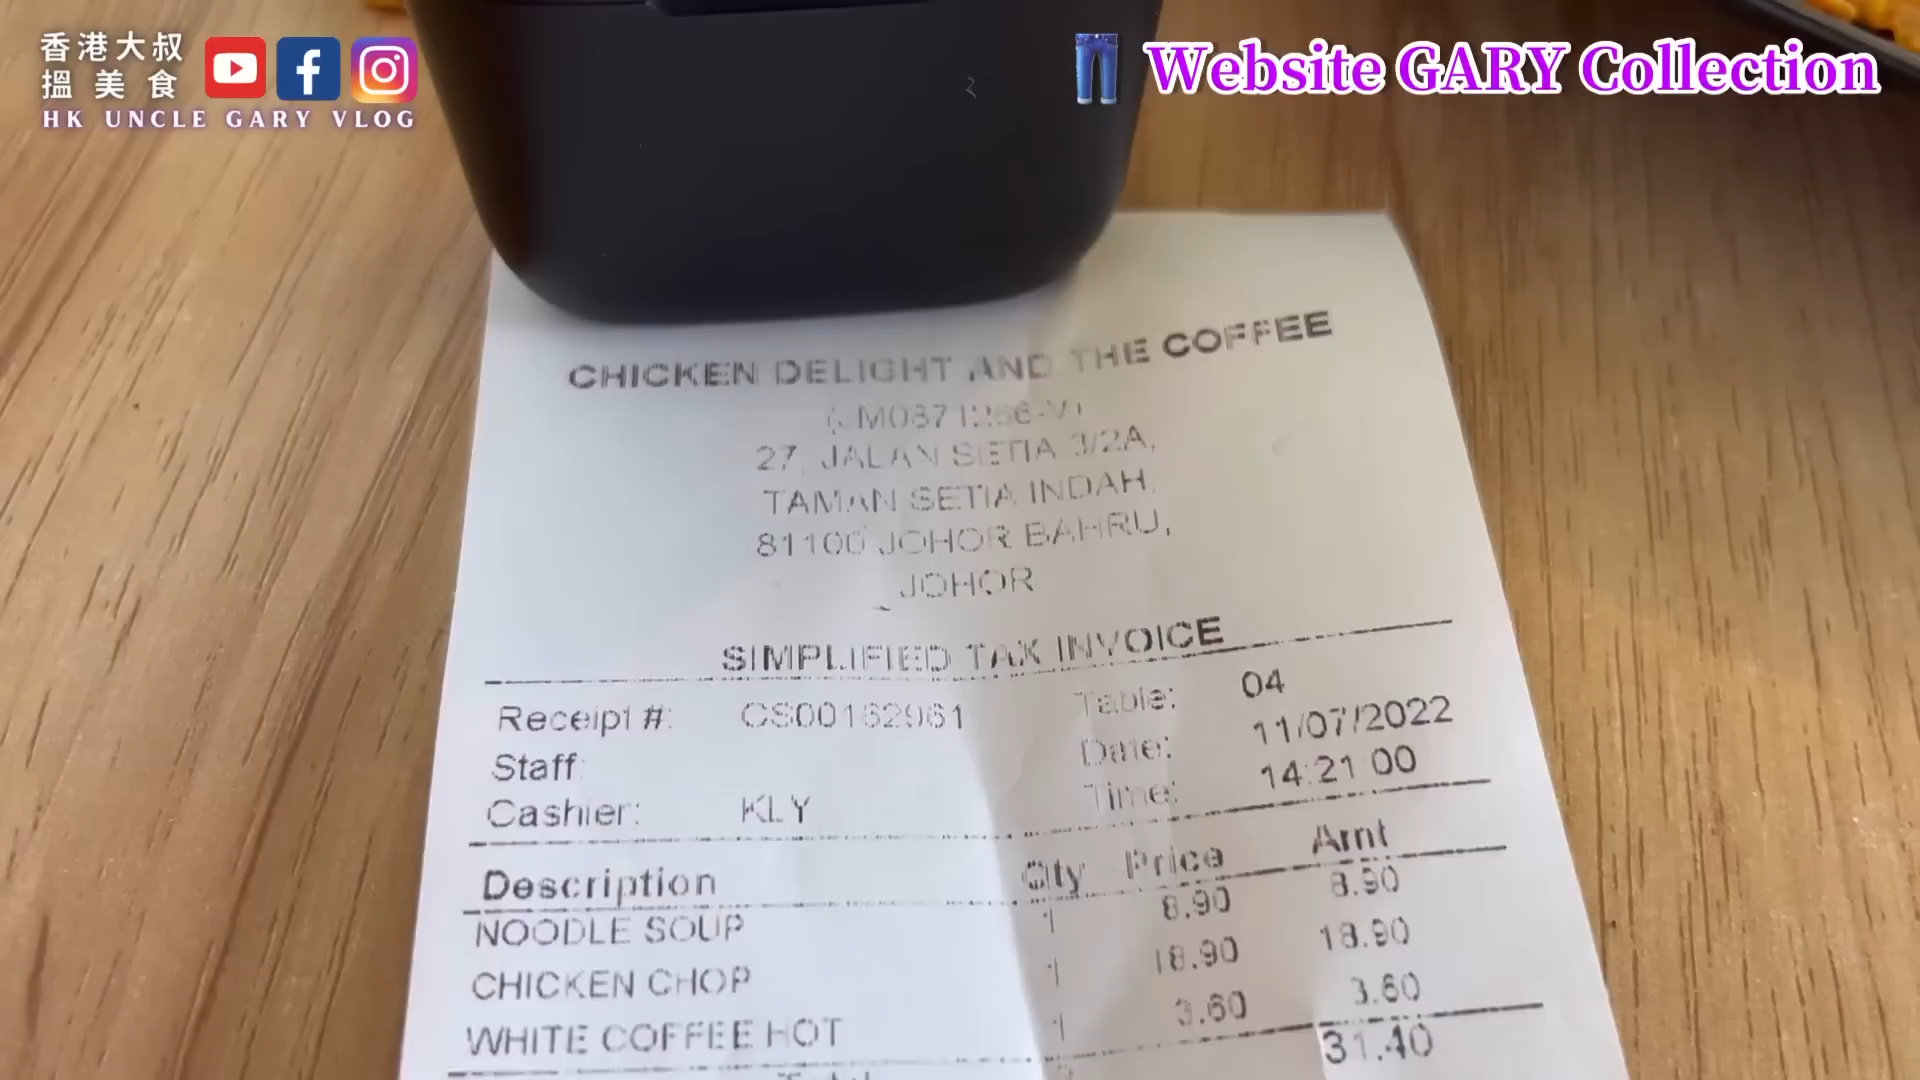 香港大叔
搵美食
HK UNCLE GARY VLOG
Website GARY Collection
CHICKEN DELIGHT AND THE COFFEE
27, JALAN SETIA 3/2A,
TAMAN SETIA INDAH,
81100 JOHOR BAHRU,
JOHOR
SIMPLIFIED TAX INVOICE
Receipt #: CS00162961 Table: 04
Staff: Date: 11/07/2022
Cashier: KLY Time: 14:21:00
Description Qty Price Amt
NOODLE SOUP 1 8.90 8.90
CHICKEN CHOP 1 18.90 18.90
WHITE COFFEE HOT 1 3.60 3.60
31.40